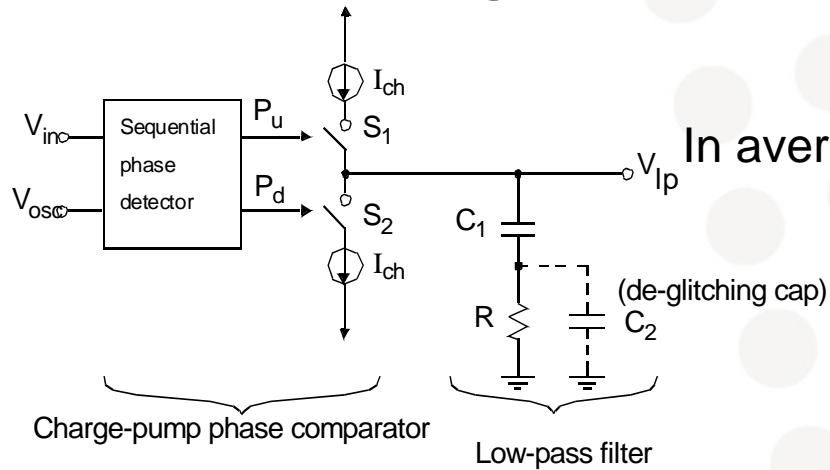 I_ch
V_in
Sequential
phase
detector
P_u
S_1
V_osc
P_d
S_2
I_ch
V_lp
In aver
C_1
R
(de-glitching cap)
C_2
Charge-pump phase comparator
Low-pass filter